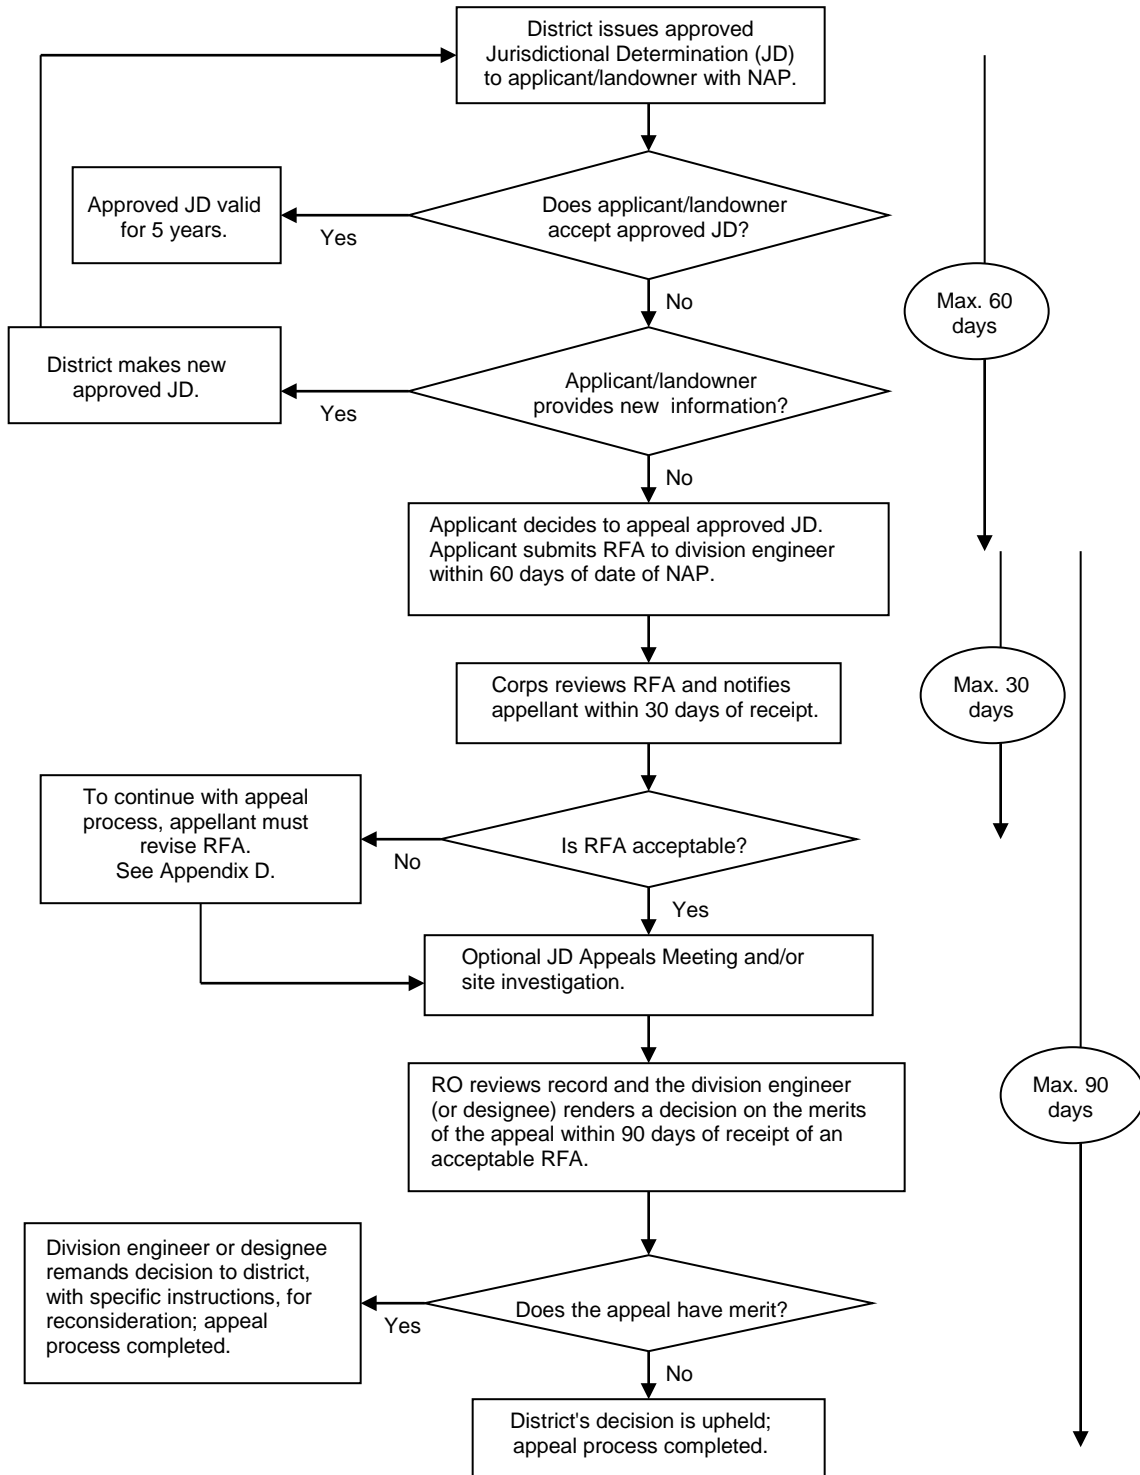 District issues approved
Jurisdictional Determination (JD)
to applicant/landowner with NAP.
Approved JD valid
for 5 years.
Yes
Does applicant/landowner
accept approved JD?
No
Max. 60
days
District makes new
approved JD.
Yes
Applicant/landowner
provides new information?
No
Applicant decides to appeal approved JD.
Applicant submits RFA to division engineer
within 60 days of date of NAP.
Corps reviews RFA and notifies
appellant within 30 days of receipt.
Max. 30
days
To continue with appeal
process, appellant must
revise RFA.
See Appendix D.
No
Is RFA acceptable?
Yes
Optional JD Appeals Meeting and/or
site investigation.
RO reviews record and the division engineer
(or designee) renders a decision on the merits
of the appeal within 90 days of receipt of an
acceptable RFA.
Max. 90
days
Division engineer or designee
remands decision to district,
with specific instructions, for
reconsideration; appeal
process completed.
Yes
Does the appeal have merit?
No
District's decision is upheld;
appeal process completed.